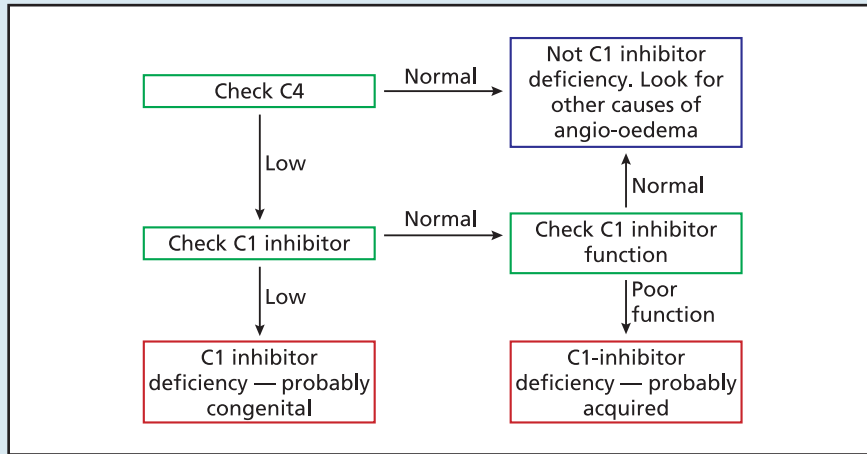 Check C4
Normal
Not C1 inhibitor
deficiency. Look for
other causes of
angio-oedema
Low
Normal
Check C1 inhibitor
Normal
Check C1 inhibitor
function
Low
Poor
function
C1 inhibitor
deficiency — probably
congenital
C1-inhibitor
deficiency — probably
acquired